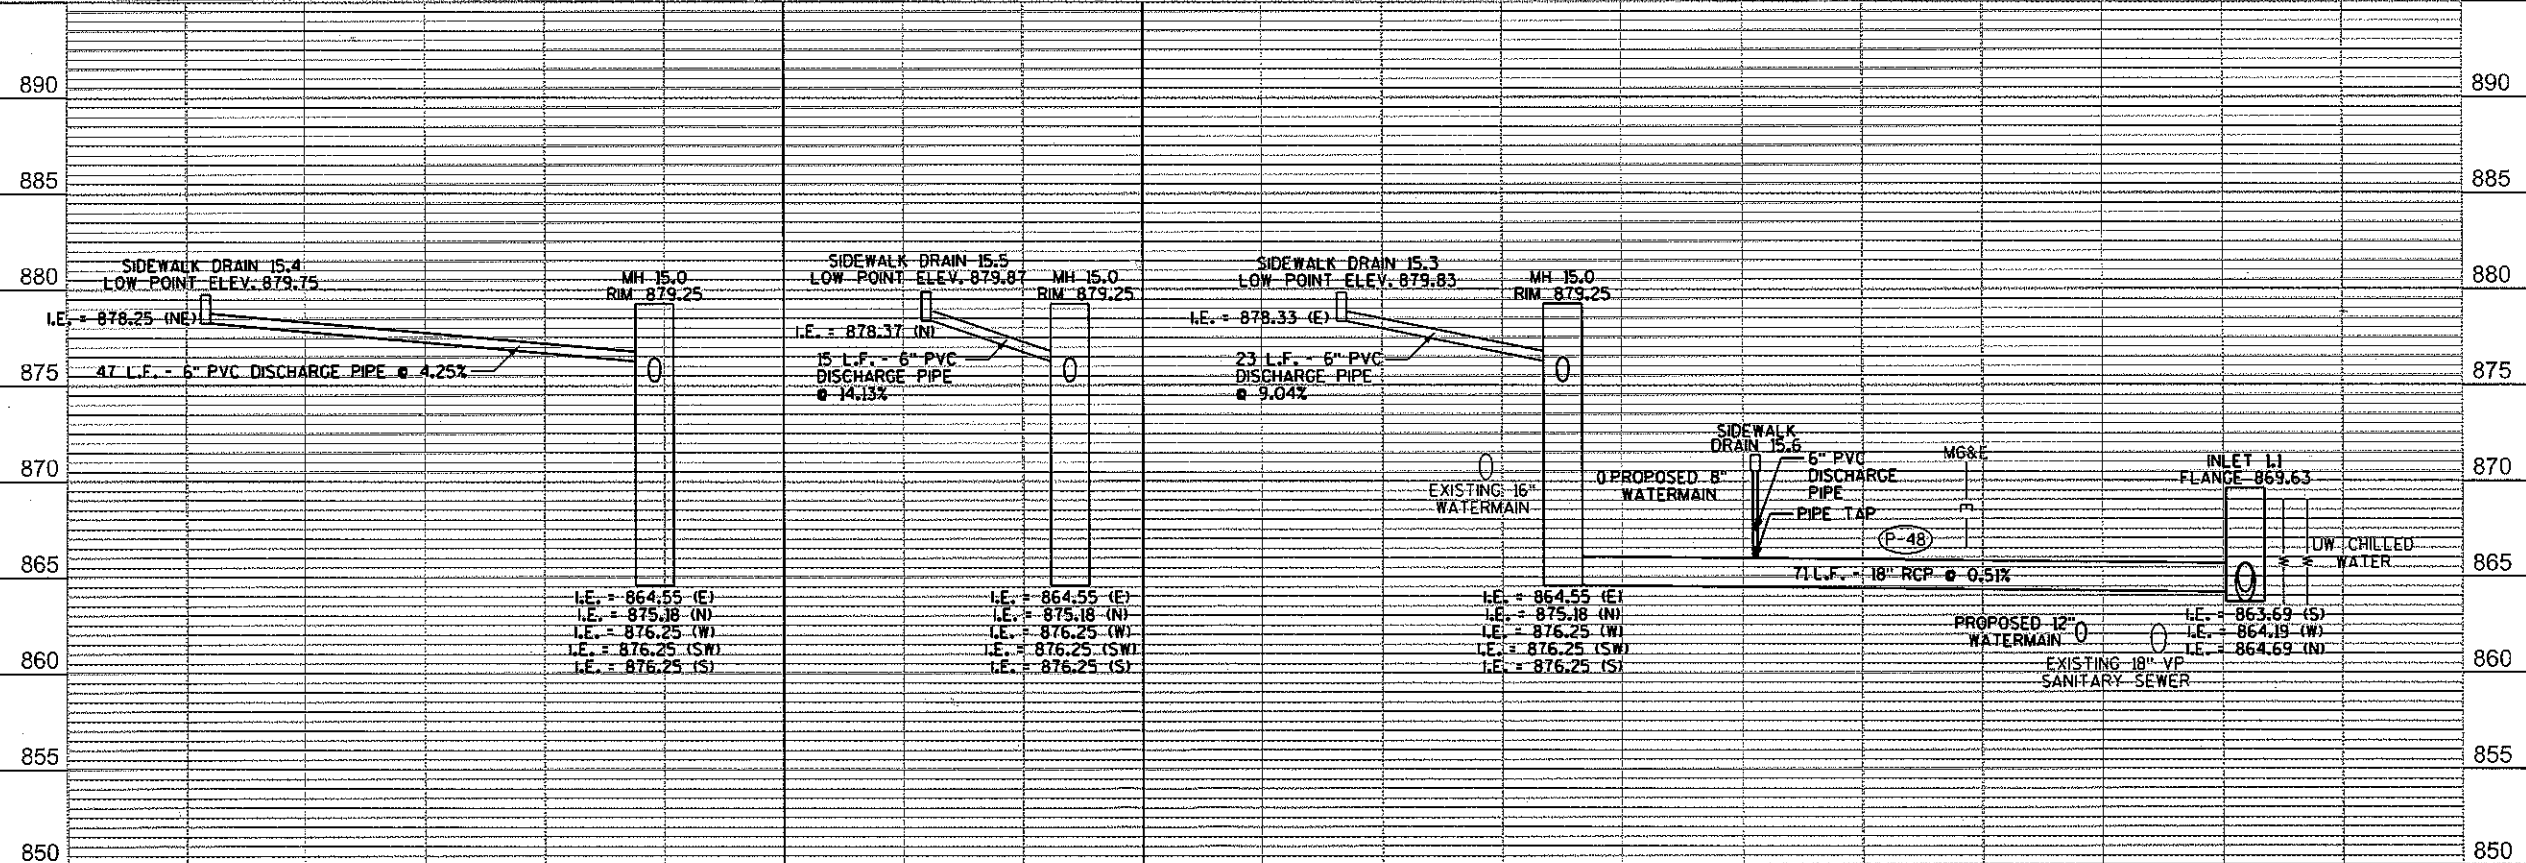 890
885
880
875
870
865
860
855
850
SIDEWALK DRAIN 15.4
LOW POINT ELEV. 879.75
I.E. = 878.25 (NE)
47 L.F. - 6" PVC DISCHARGE PIPE @ 4.25%
MH 15.0
RIM 879.25
I.E. = 864.55 (E)
I.E. = 875.18 (N)
I.E. = 876.25 (W)
I.E. = 876.25 (SW)
I.E. = 876.25 (S)
SIDEWALK DRAIN 15.5
LOW POINT ELEV. 879.87
I.E. = 878.37 (N)
15 L.F. - 6" PVC
DISCHARGE PIPE
@ 14.13%
MH 15.0
RIM 879.25
I.E. = 864.55 (E)
I.E. = 875.18 (N)
I.E. = 876.25 (W)
I.E. = 876.25 (SW)
I.E. = 876.25 (S)
SIDEWALK DRAIN 15.3
LOW POINT ELEV. 879.83
I.E. = 878.33 (E)
23 L.F. - 6" PVC
DISCHARGE PIPE
@ 9.04%
EXISTING 16"
WATERMAIN
MH 15.0
RIM 879.25
I.E. = 864.55 (E)
I.E. = 875.18 (N)
I.E. = 876.25 (W)
I.E. = 876.25 (SW)
I.E. = 876.25 (S)
PROPOSED 8"
WATERMAIN
SIDEWALK
DRAIN 15.6
6" PVC
DISCHARGE
PIPE
PIPE TAP
P-48
MG&E
71 L.F. - 18" RCP @ 0.51%
INLET 1.1
FLANGE 869.63
UW CHILLED
WATER
I.E. = 863.69 (S)
I.E. = 864.19 (W)
I.E. = 864.69 (N)
PROPOSED 12"
WATERMAIN
EXISTING 18" VP
SANITARY SEWER
890
885
880
875
870
865
860
855
850